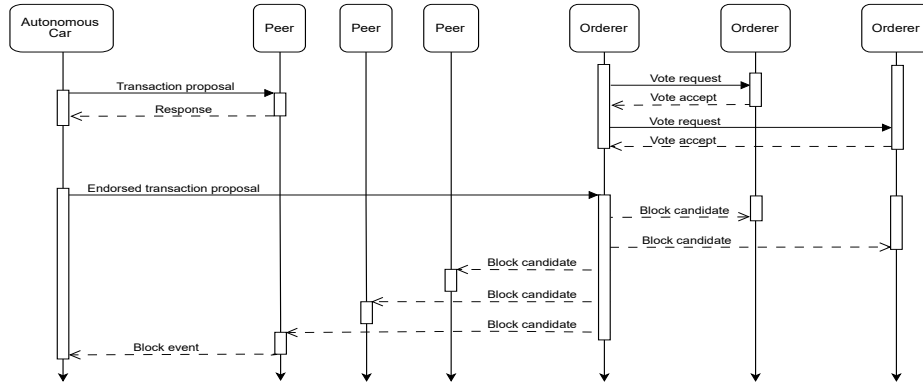 Autonomous
Car
Peer
Peer
Peer
Orderer
Orderer
Orderer
Transaction proposal
Response
Vote request
Vote accept
Vote request
Vote accept
Endorsed transaction proposal
Block candidate
Block candidate
Block candidate
Block candidate
Block candidate
Block event